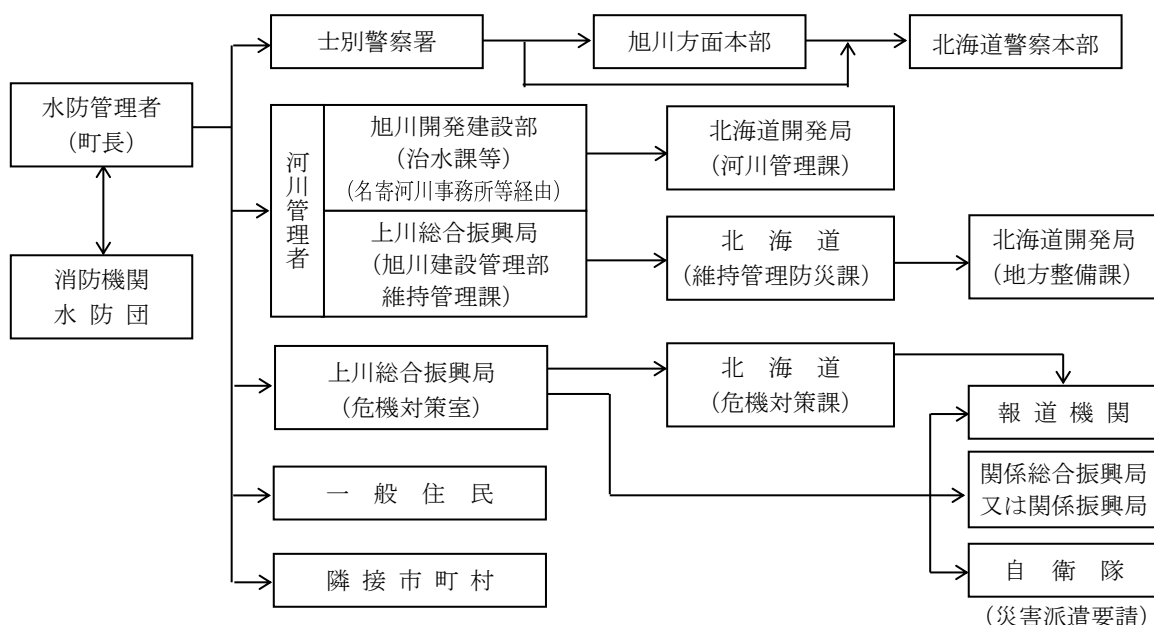 士別警察署
旭川方面本部
北海道警察本部
水防管理者
(町長)
消防機関
水 防 団
河川管理者
旭川開発建設部
(治水課等)
(名寄河川事務所等経由)
北海道開発局
(河川管理課)
上川総合振興局
(旭川建設管理部
維持管理課)
北 海 道
(維持管理防災課)
北海道開発局
(地方整備課)
上川総合振興局
(危機対策室)
北 海 道
(危機対策課)
報 道 機 関
一 般 住 民
関係総合振興局
又は関係振興局
隣 接 市 町 村
自 衛 隊
(災害派遣要請)